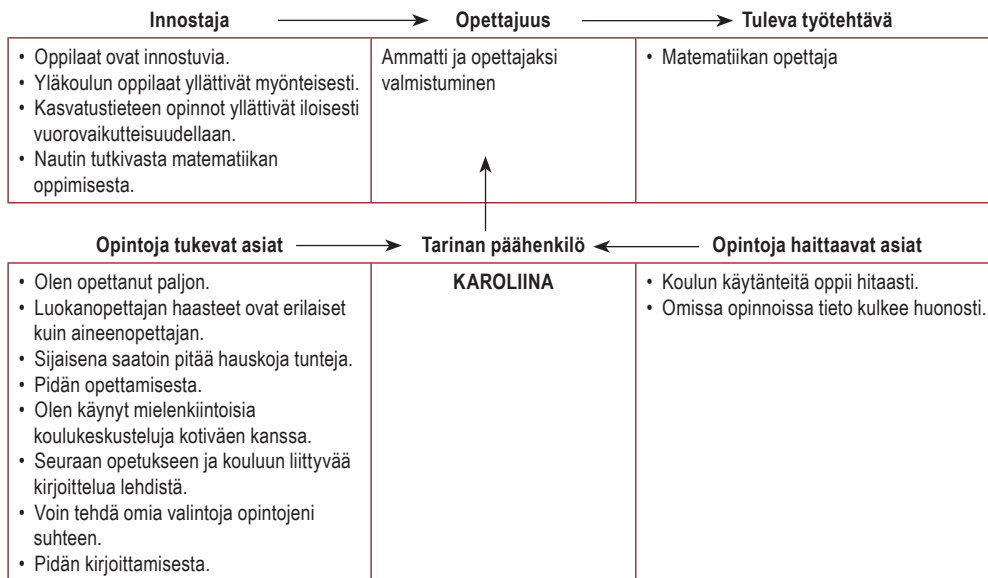 Innostaja
Opettajuus
Tuleva työtehtävä
• Oppilaat ovat innostuvia.
• Yläkoulun oppilaat yllättivät myönteisesti.
• Kasvatustieteen opinnot yllättivät iloisesti
vuorovaikutteisuudellaan.
• Nautin tutkivasta matematiikan
oppimisesta.
Ammatti ja opettajaksi
valmistuminen
• Matematiikan opettaja
Opintoja tukevat asiat
Tarinan päähenkilö
Opintoja haittaavat asiat
• Olen opettanut paljon.
• Luokanopettajan haasteet ovat erilaiset
kuin aineenopettajan.
• Sijaisena saatoin pitää hauskoja tunteja.
• Pidän opettamisesta.
• Olen käynyt mielenkiintoisia
koulukeskusteluja kotiväen kanssa.
• Seuraan opetukseen ja kouluun liittyvää
kirjoittelua lehdistä.
• Voin tehdä omia valintoja opintojeni
suhteen.
• Pidän kirjoittamisesta.
KAROLIINA
• Koulun käytänteitä oppii hitaasti.
• Omissa opinnoissa tieto kulkee huonosti.